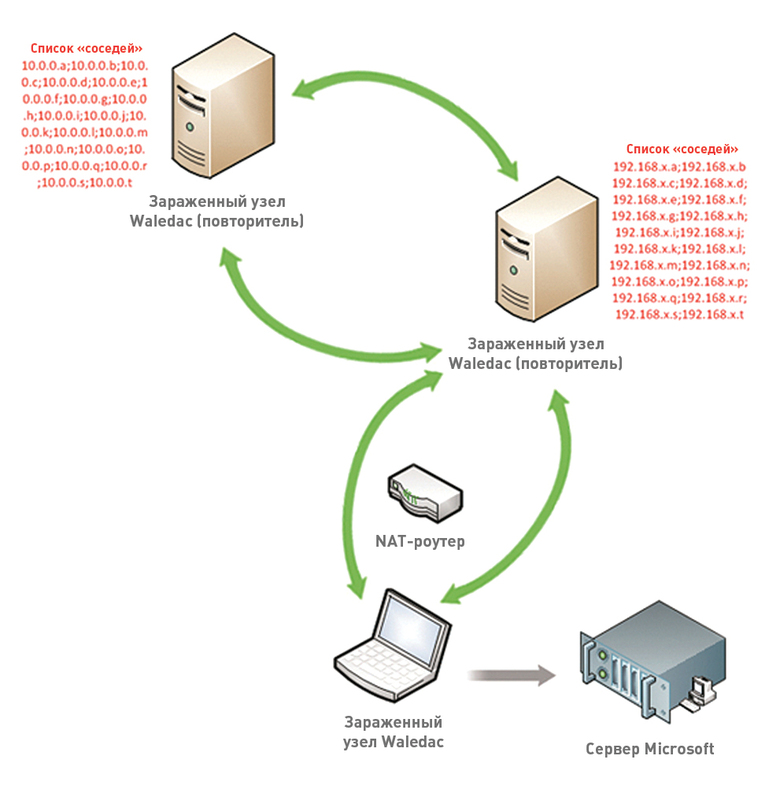 Список «соседей»
10.0.0.a;10.0.0.b;10.0.
0.c;10.0.0.d;10.0.0.e;1
0.0.0.f;10.0.0.g;10.0.0
.h;10.0.0.i;10.0.0.j;10.
0.0.k;10.0.0.l;10.0.0.m
;10.0.0.n;10.0.0.o;10.
0.0.p;10.0.0.q;10.0.0.r
;10.0.0.s;10.0.0.t
Зараженный узел
Waledac (повторитель)
Список «соседей»
192.168.x.a;192.168.x.b
192.168.x.c;192.168.x.d;
192.168.x.e;192.168.x.f;
192.168.x.g;192.168.x.h;
192.168.x.i;192.168.x.j;
192.168.x.k;192.168.x.l;
192.168.x.m;192.168.x.n;
192.168.x.o;192.168.x.p;
192.168.x.q;192.168.x.r;
192.168.x.s;192.168.x.t
Зараженный узел
Waledac (повторитель)
NAT-роутер
Зараженный
узел Waledac
Сервер Microsoft